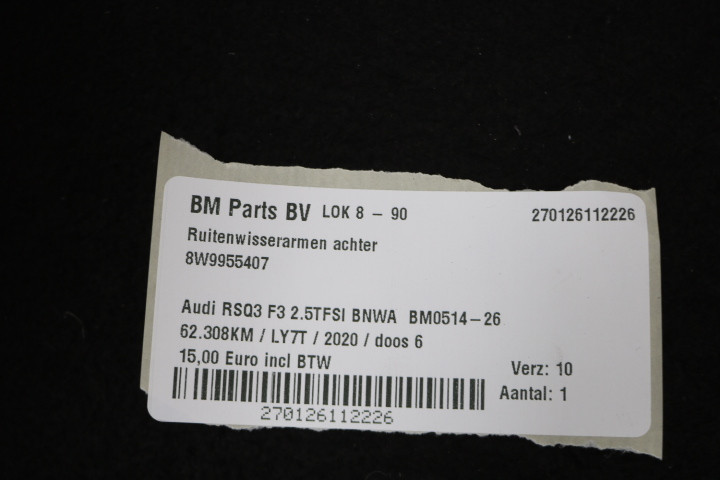 BM Parts BV LOK 8 - 90 270126112226
Ruitenwisserarmen achter
8W9955407
Audi RSQ3 F3 2.5TFSI BNWA BM0514-26
62.308KM / LY7T / 2020 / doos 6
15,00 Euro incl BTW Verz: 10
Aantal: 1
270126112226